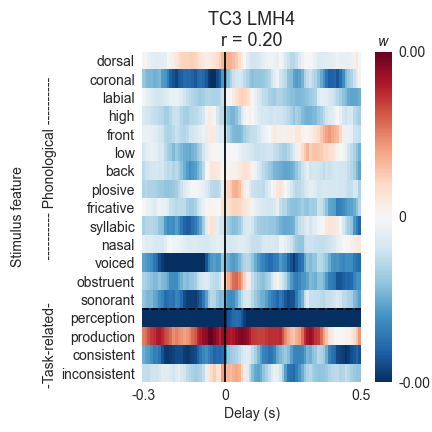 TC3 LMH4
r = 0.20
w
dorsal
coronal
labial
high
front
low
back
plosive
fricative
syllabic
nasal
voiced
obstruent
sonorant
perception
production
consistent
inconsistent
Stimulus feature
-Task-related- ---------- Phonological ----------
0.00
0
-0.00
-0.3
0
0.5
Delay (s)